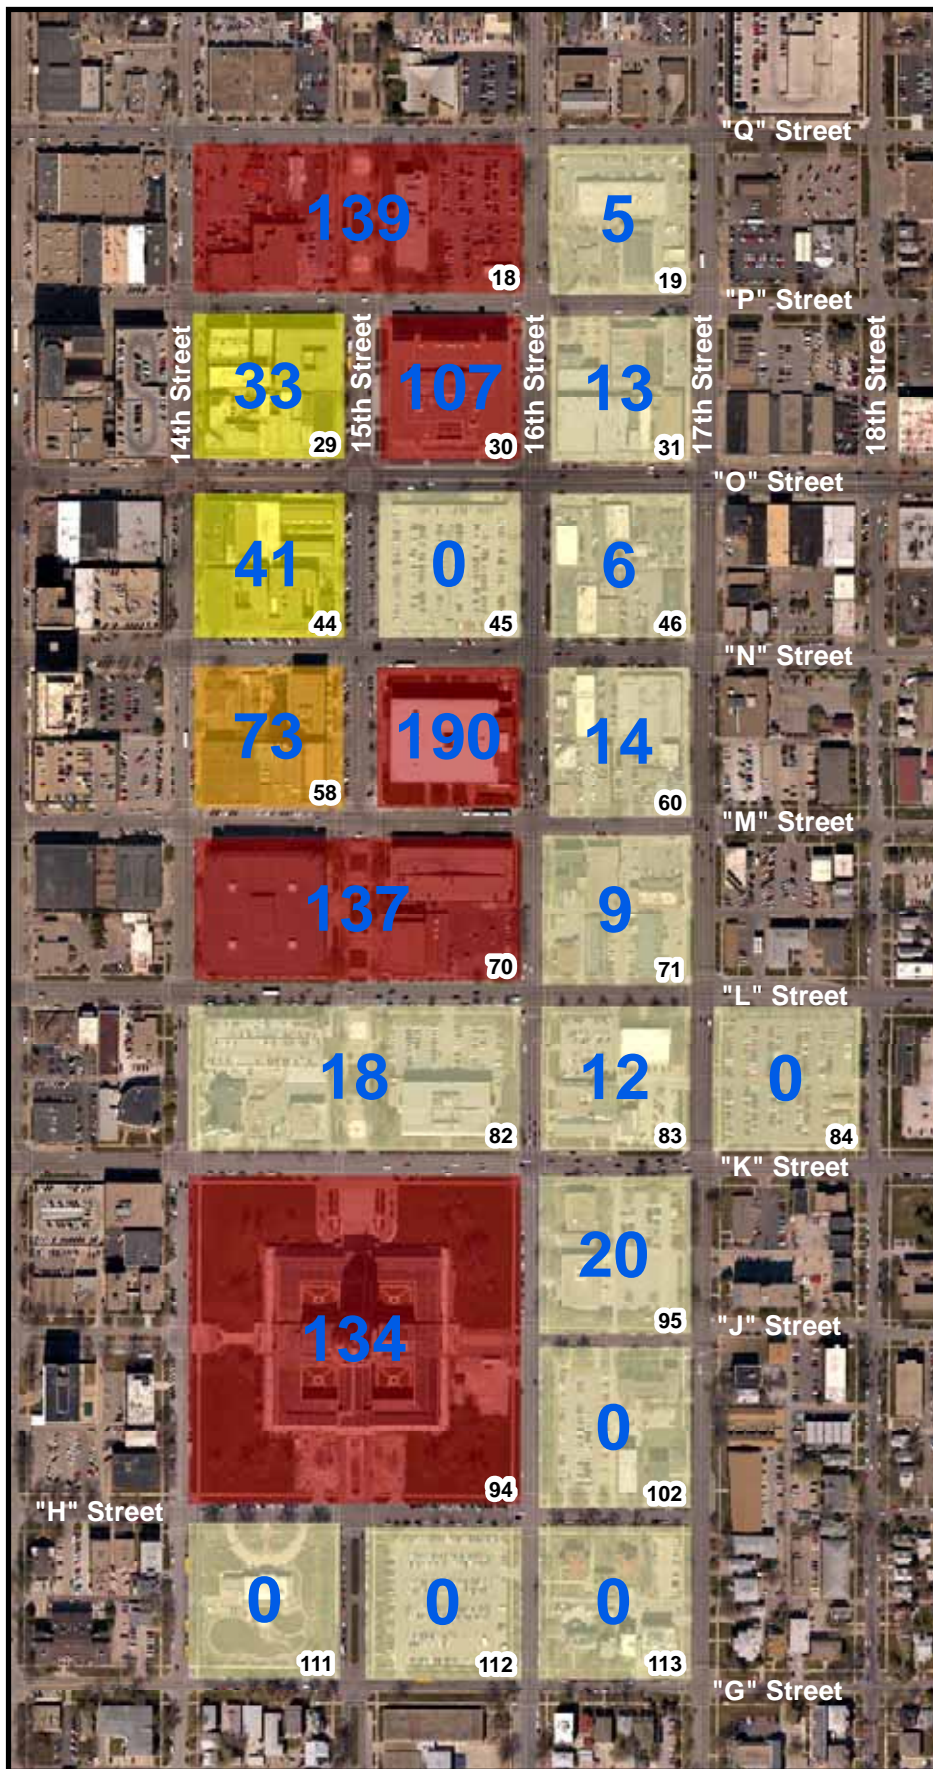 "Q" Street
139
18
5
19
"P" Street
14th Street
33
29
15th Street
107
30
16th Street
13
31
17th Street
18th Street
"O" Street
41
44
0
45
6
46
"N" Street
73
58
190
14
60
"M" Street
137
70
9
71
"L" Street
18
82
12
83
0
84
"K" Street
134
94
20
95
"J" Street
0
102
"H" Street
0
111
0
112
0
113
"G" Street